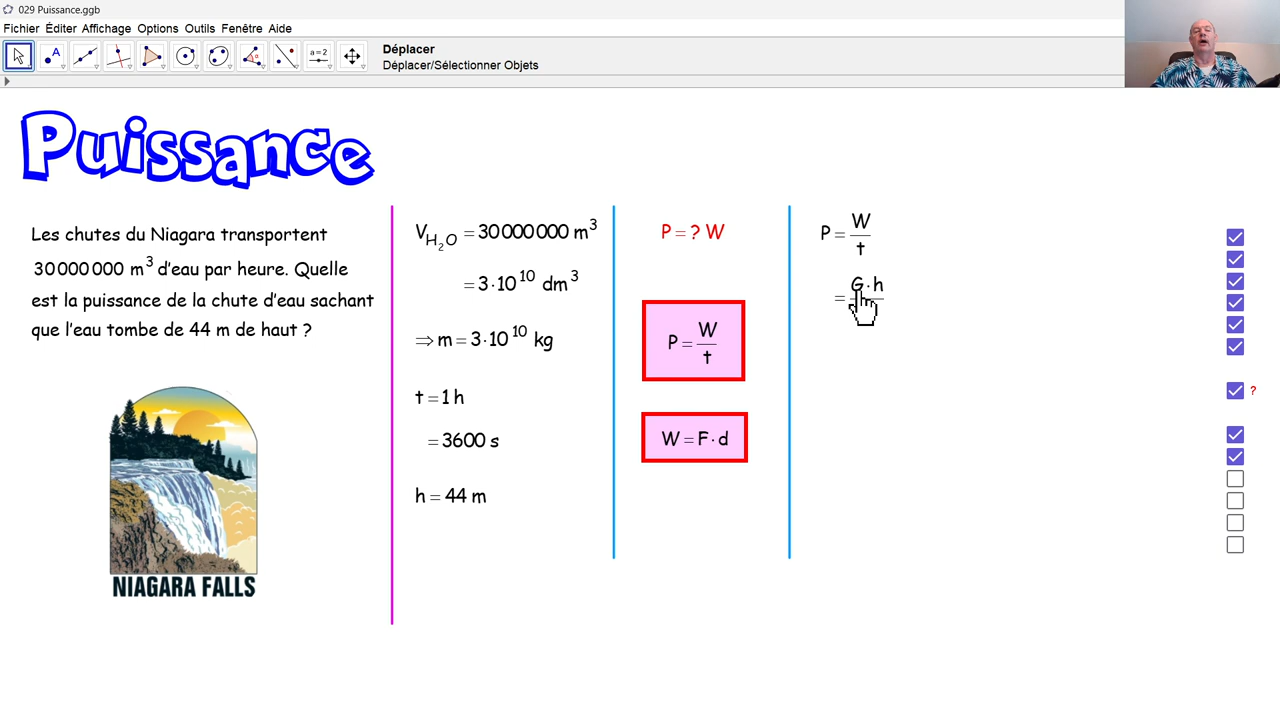 029 Puissance.ggb
Fichier Éditer Affichage Options Outils Fenêtre Aide
A
a=2
Déplacer
Déplacer/Sélectionner Objets
Puissance
Les chutes du Niagara transportent
30 000 000 m³ d'eau par heure. Quelle
est la puissance de la chute d'eau sachant
que l'eau tombe de 44 m de haut ?
NIAGARA FALLS
V_{H₂O} = 30 000 000 m³
= 3·10¹⁰ dm³
⇒ m = 3·10¹⁰ kg
t = 1 h
= 3600 s
h = 44 m
P = ? W
P = W/t
W = F·d
P = W/t
= G·h
?